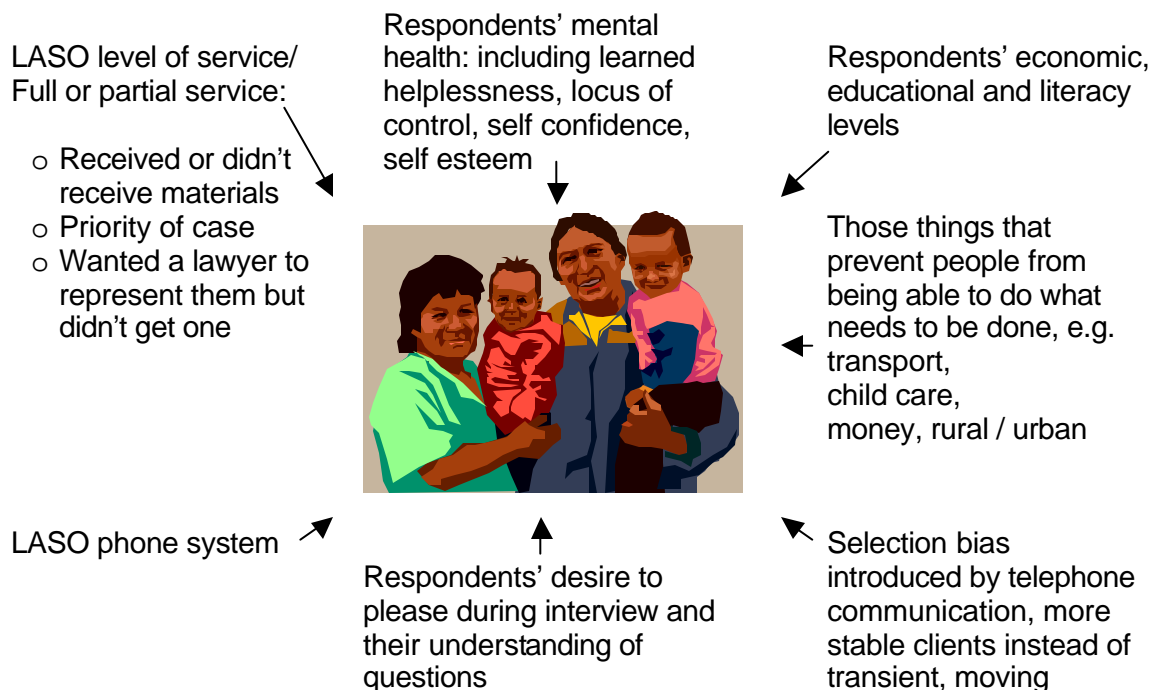 LASO level of service/
Full or partial service:
o Received or didn't
receive materials
o Priority of case
o Wanted a lawyer to
represent them but
didn't get one
Respondents' mental
health: including learned
helplessness, locus of
control, self confidence,
self esteem
Respondents' economic,
educational and literacy
levels
Those things that
prevent people from
being able to do what
needs to be done, e.g.
transport,
child care,
money, rural / urban
LASO phone system
Respondents' desire to
please during interview and
their understanding of
questions
Selection bias
introduced by telephone
communication, more
stable clients instead of
transient, moving